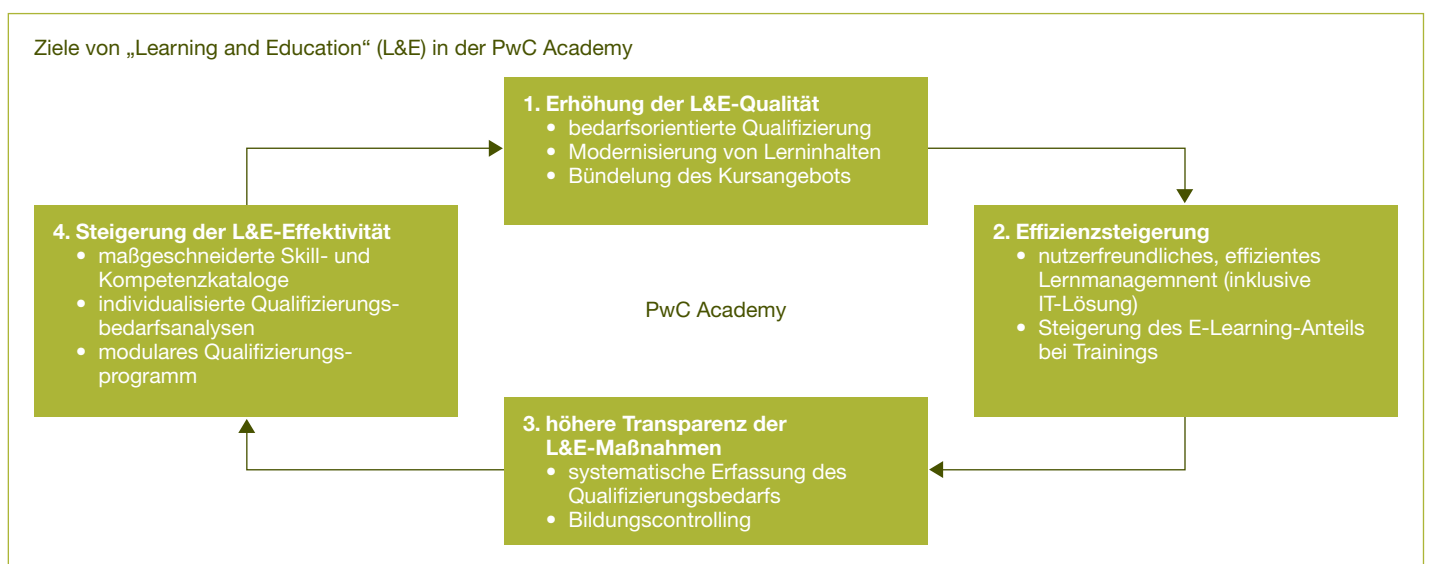 Ziele von „Learning and Education“ (L&E) in der PwC Academy
1. Erhöhung der L&E-Qualität
• bedarfsorientierte Qualifizierung
• Modernisierung von Lerninhalten
• Bündelung des Kursangebots
2. Effizienzsteigerung
• nutzerfreundliches, effizientes
Lernmanagemnent (inklusive
IT-Lösung)
• Steigerung des E-Learning-Anteils
bei Trainings
3. höhere Transparenz der
L&E-Maßnahmen
• systematische Erfassung des
Qualifizierungsbedarfs
• Bildungscontrolling
4. Steigerung der L&E-Effektivität
• maßgeschneiderte Skill- und
Kompetenzkataloge
• individualisierte Qualifizierungs-
bedarfsanalysen
• modulares Qualifizierungs-
programm
PwC Academy